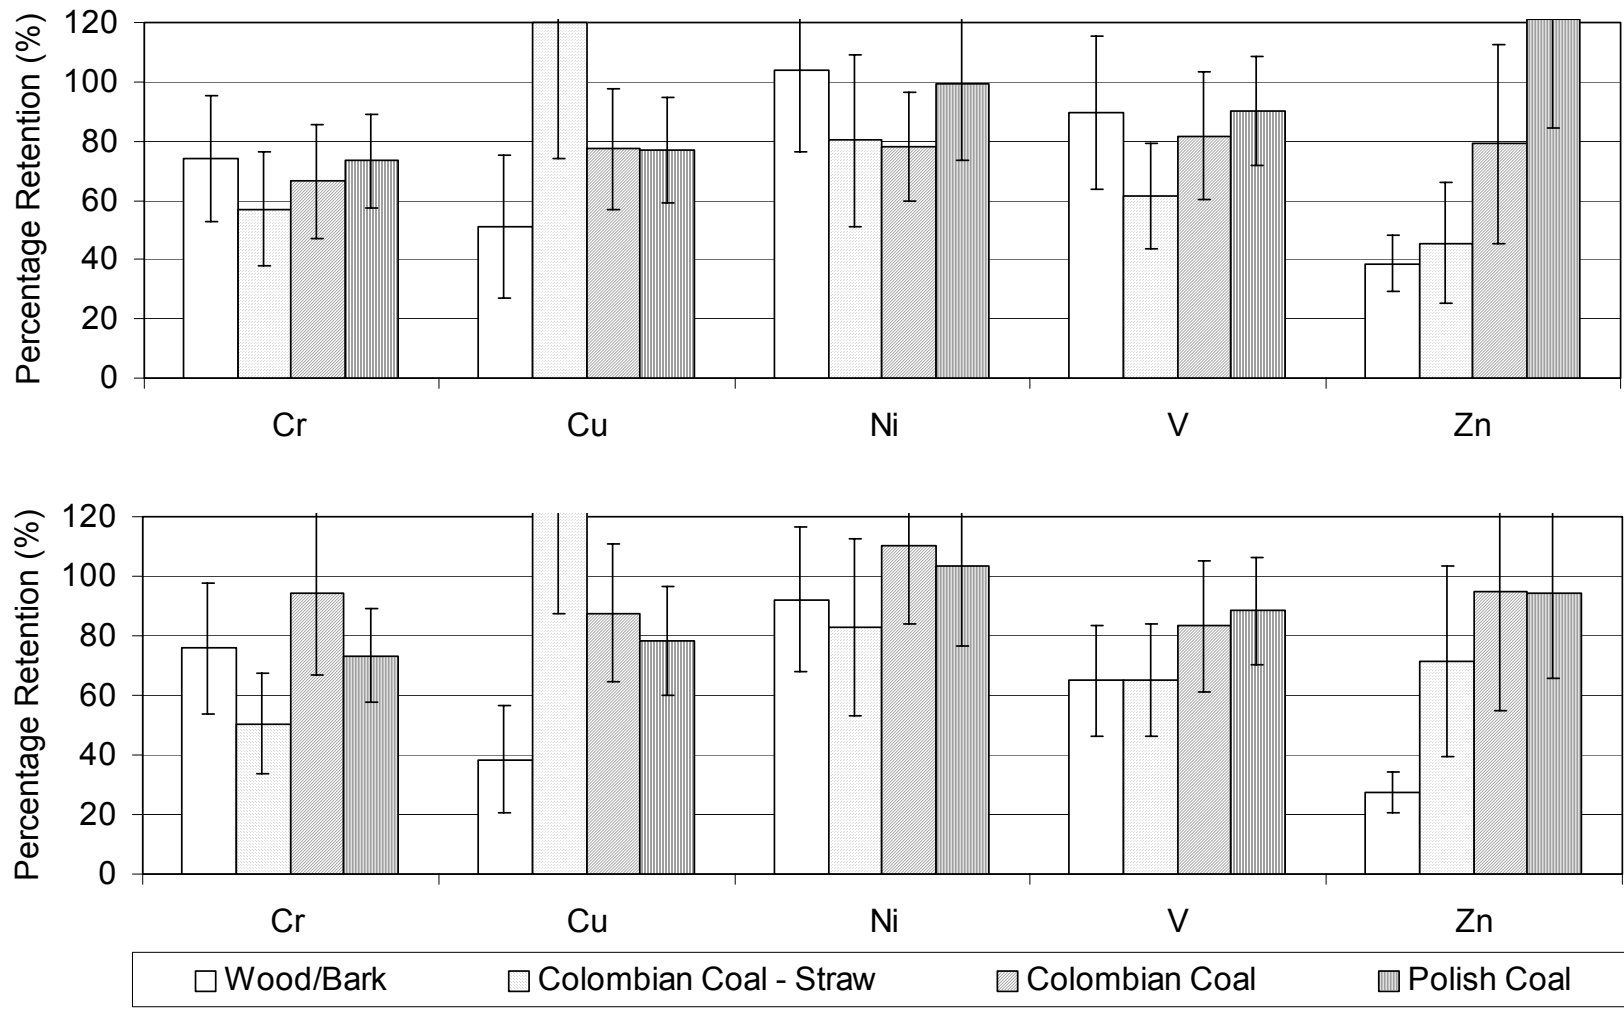 Percentage Retention (%)
120
100
80
60
40
20
0
Cr Cu Ni V Zn
Percentage Retention (%)
120
100
80
60
40
20
0
Cr Cu Ni V Zn
Wood/Bark Colombian Coal - Straw Colombian Coal Polish Coal